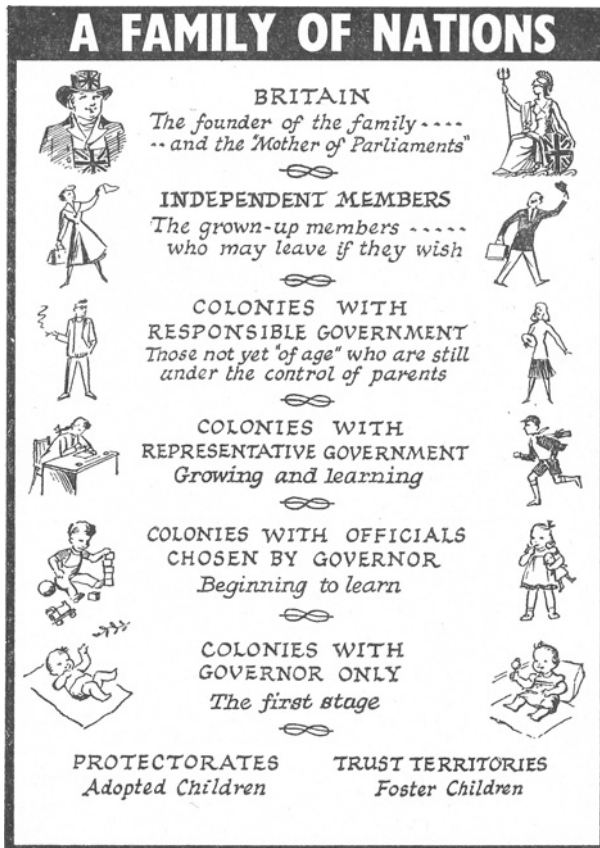 A FAMILY OF NATIONS
BRITAIN
The founder of the family ----
-- and the "Mother of Parliaments"
INDEPENDENT MEMBERS
The grown-up members -----
who may leave if they wish
COLONIES WITH
RESPONSIBLE GOVERNMENT
Those not yet "of age" who are still
under the control of parents
COLONIES WITH
REPRESENTATIVE GOVERNMENT
Growing and learning
COLONIES WITH OFFICIALS
CHOSEN BY GOVERNOR
Beginning to learn
COLONIES WITH
GOVERNOR ONLY
The first stage
PROTECTORATES
Adopted Children
TRUST TERRITORIES
Foster Children